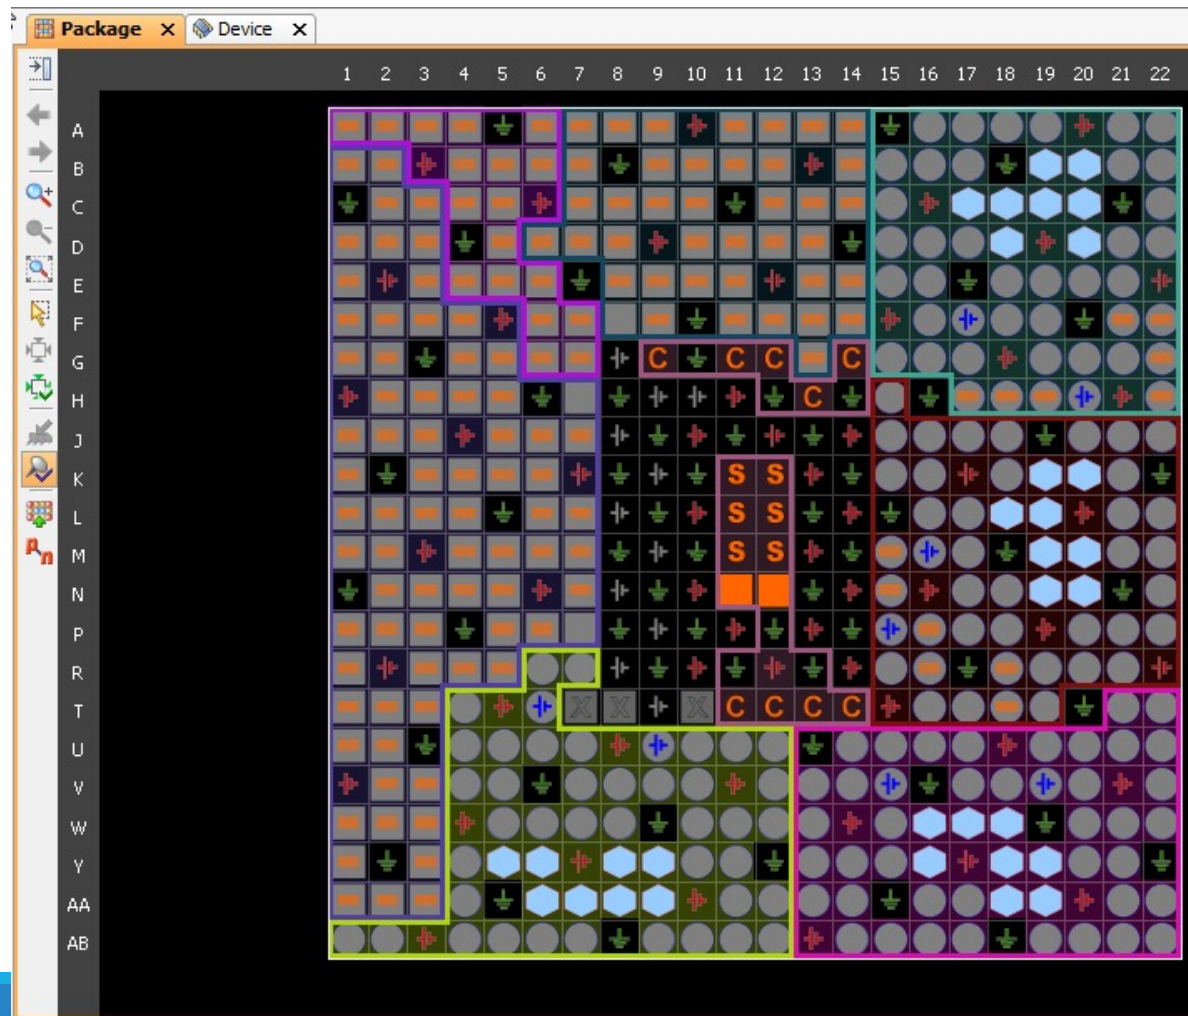 Package Device
1 2 3 4 5 6 7 8 9 10 11 12 13 14 15 16 17 18 19 20 21 22
A
B
C
D
E
F
G C C C C
H C
J
K S S
L S S
M S S
N
P
R
T X X X C C C C
U
V
W
Y
AA
AB